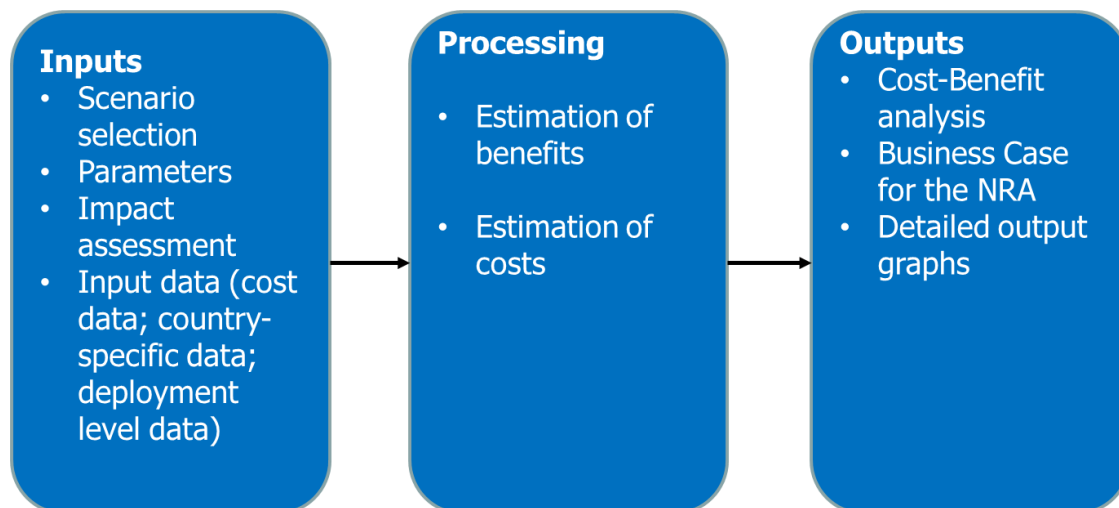 Inputs
• Scenario
selection
• Parameters
• Impact
assessment
• Input data (cost
data; country-
specific data;
deployment
level data)
Processing
• Estimation of
benefits
• Estimation of
costs
Outputs
• Cost-Benefit
analysis
• Business Case
for the NRA
• Detailed output
graphs